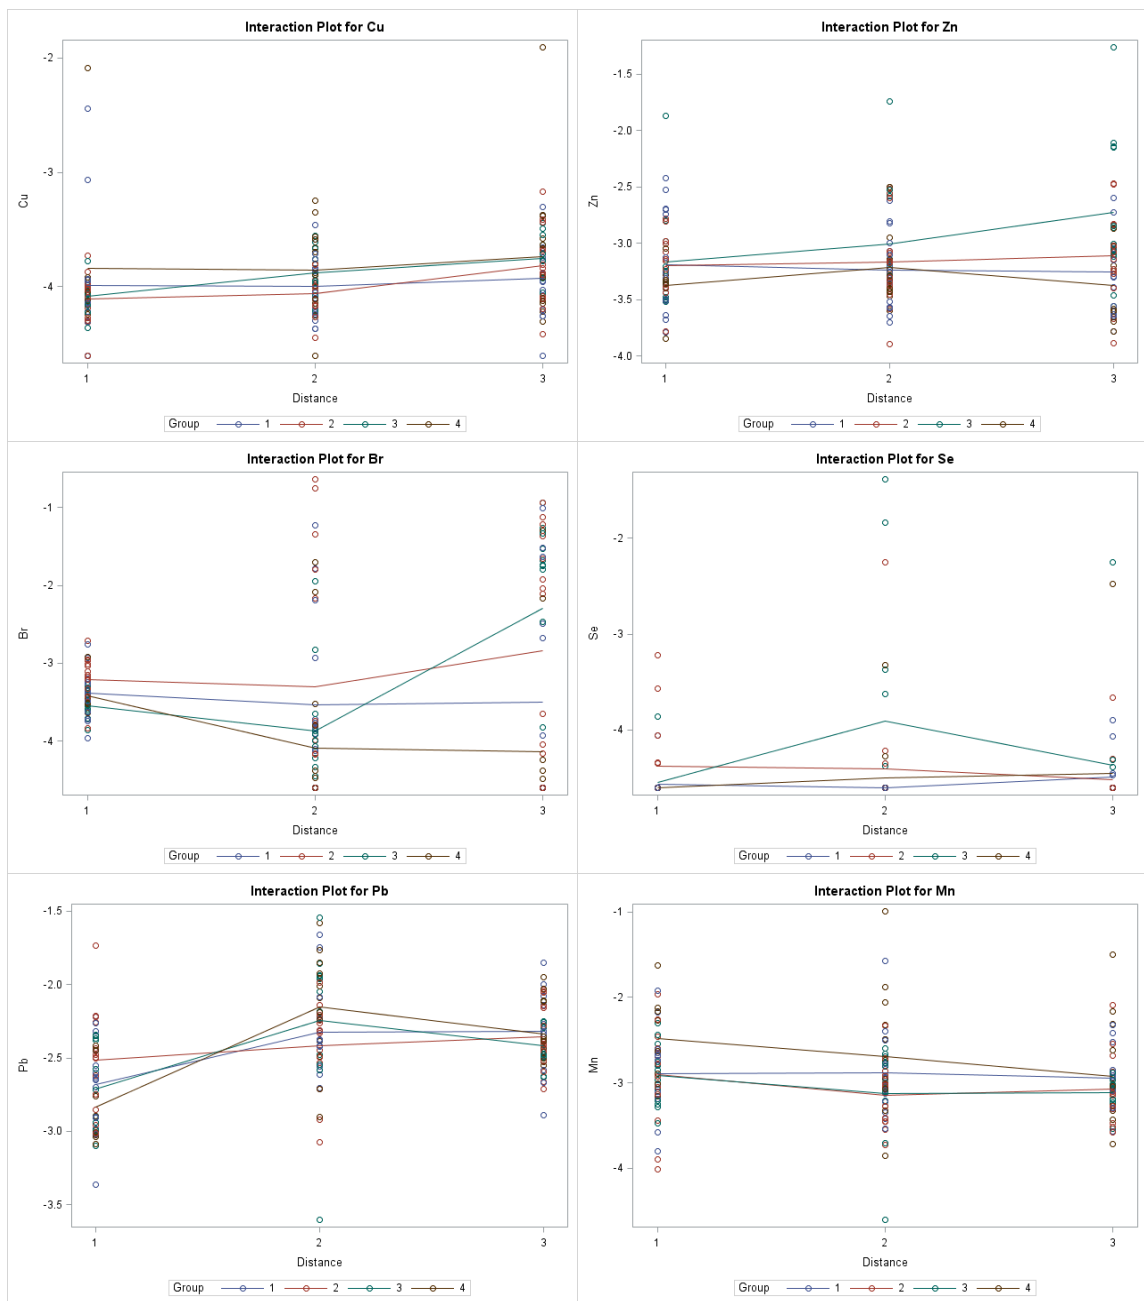 Interaction Plot for Cu
-2
-3
-4
Cu
1 2 3
Distance
Group 1 2 3 4
Interaction Plot for Zn
-1.5
-2.0
-2.5
-3.0
-3.5
-4.0
Zn
1 2 3
Distance
Group 1 2 3 4
Interaction Plot for Br
-1
-2
-3
-4
Br
1 2 3
Distance
Group 1 2 3 4
Interaction Plot for Se
-2
-3
-4
Se
1 2 3
Distance
Group 1 2 3 4
Interaction Plot for Pb
-1.5
-2.0
-2.5
-3.0
-3.5
Pb
1 2 3
Distance
Group 1 2 3 4
Interaction Plot for Mn
-1
-2
-3
-4
Mn
1 2 3
Distance
Group 1 2 3 4